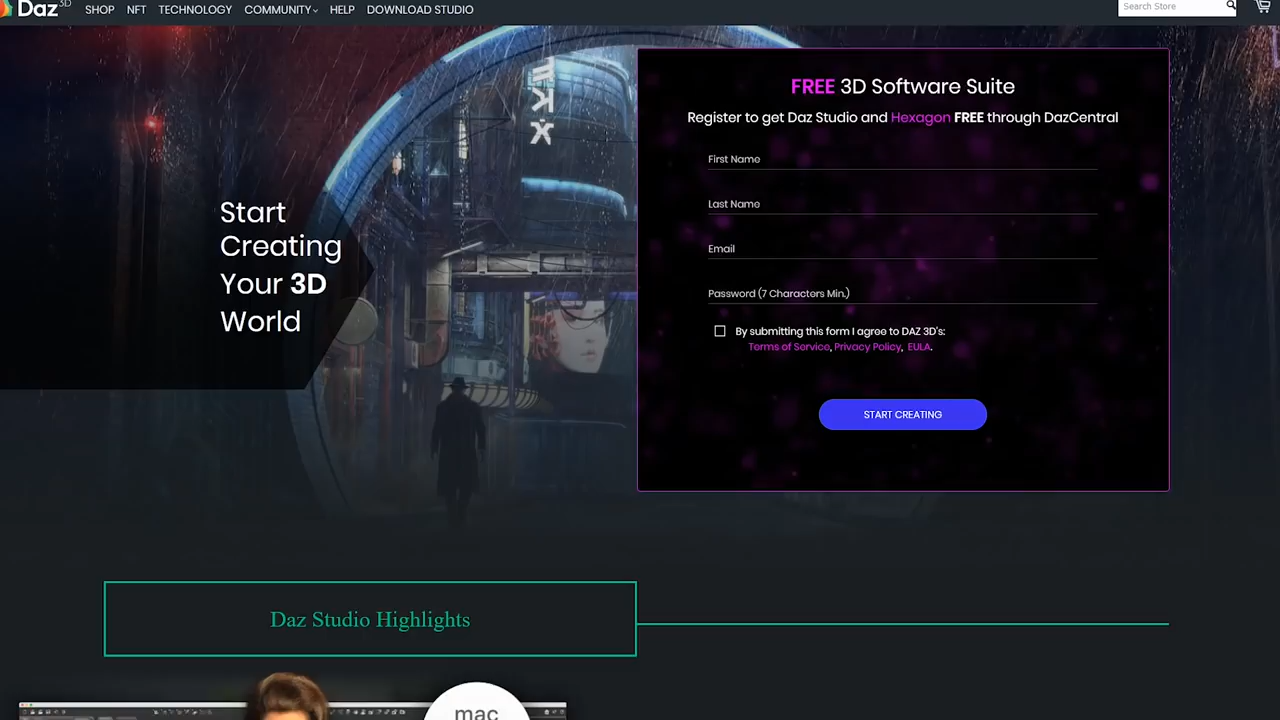 Daz 3D
SHOP NFT TECHNOLOGY COMMUNITY HELP DOWNLOAD STUDIO
Search Store
Start
Creating
Your 3D
World
FREE 3D Software Suite
Register to get Daz Studio and Hexagon FREE through DazCentral
First Name
Last Name
Email
Password (7 Characters Min.)
By submitting this form I agree to DAZ 3D's:
Terms of Service, Privacy Policy, EULA.
START CREATING
Daz Studio Highlights
mac